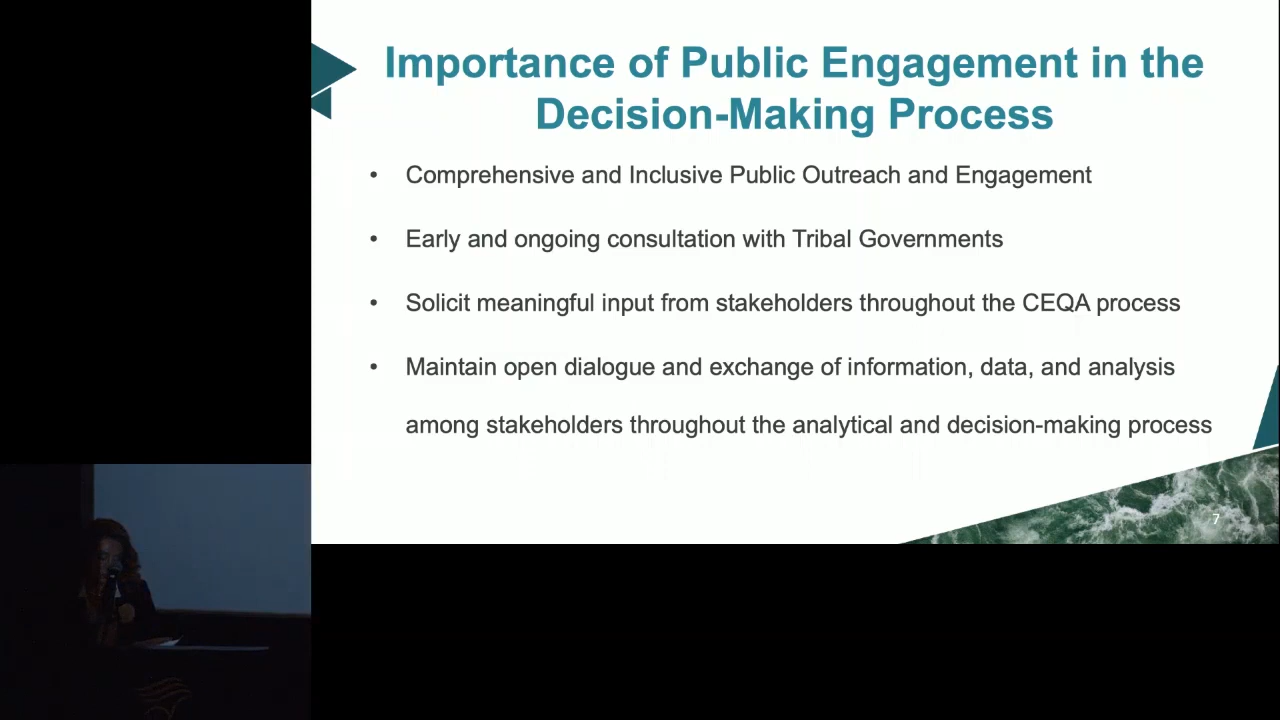 Importance of Public Engagement in the
Decision-Making Process
• Comprehensive and Inclusive Public Outreach and Engagement
• Early and ongoing consultation with Tribal Governments
• Solicit meaningful input from stakeholders throughout the CEQA process
• Maintain open dialogue and exchange of information, data, and analysis
among stakeholders throughout the analytical and decision-making process
7